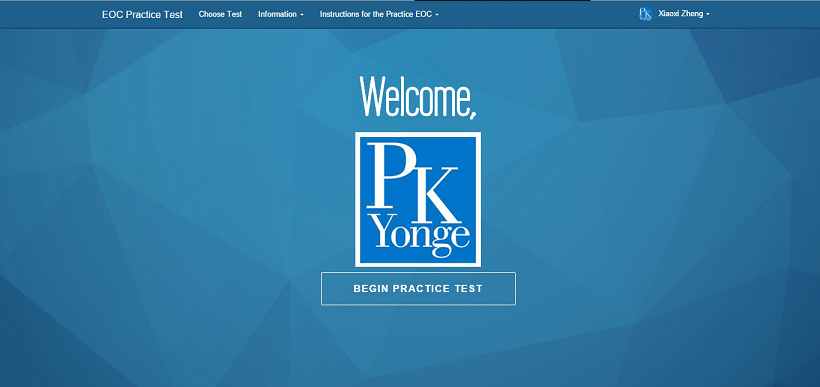 EOC Practice Test Choose Test Information Instructions for the Practice EOC PK Xiaoxi Zheng
Welcome,
PK
Yonge
BEGIN PRACTICE TEST